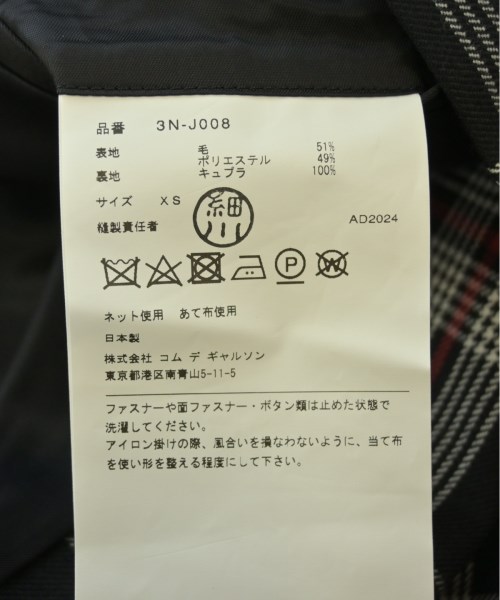 品番 3N-J008
表地 毛 51%
ポリエステル 49%
裏地 キュプラ 100%
サイズ XS
細川
縫製責任者
AD2024
P
W
ネット使用 あて布使用
日本製
株式会社 コム デ ギャルソン
東京都港区南青山5-11-5
ファスナーや面ファスナー・ボタン類は止めた状態で
洗濯してください。
アイロン掛けの際、風合いを損なわないように、当て布
を使い形を整える程度にして下さい。